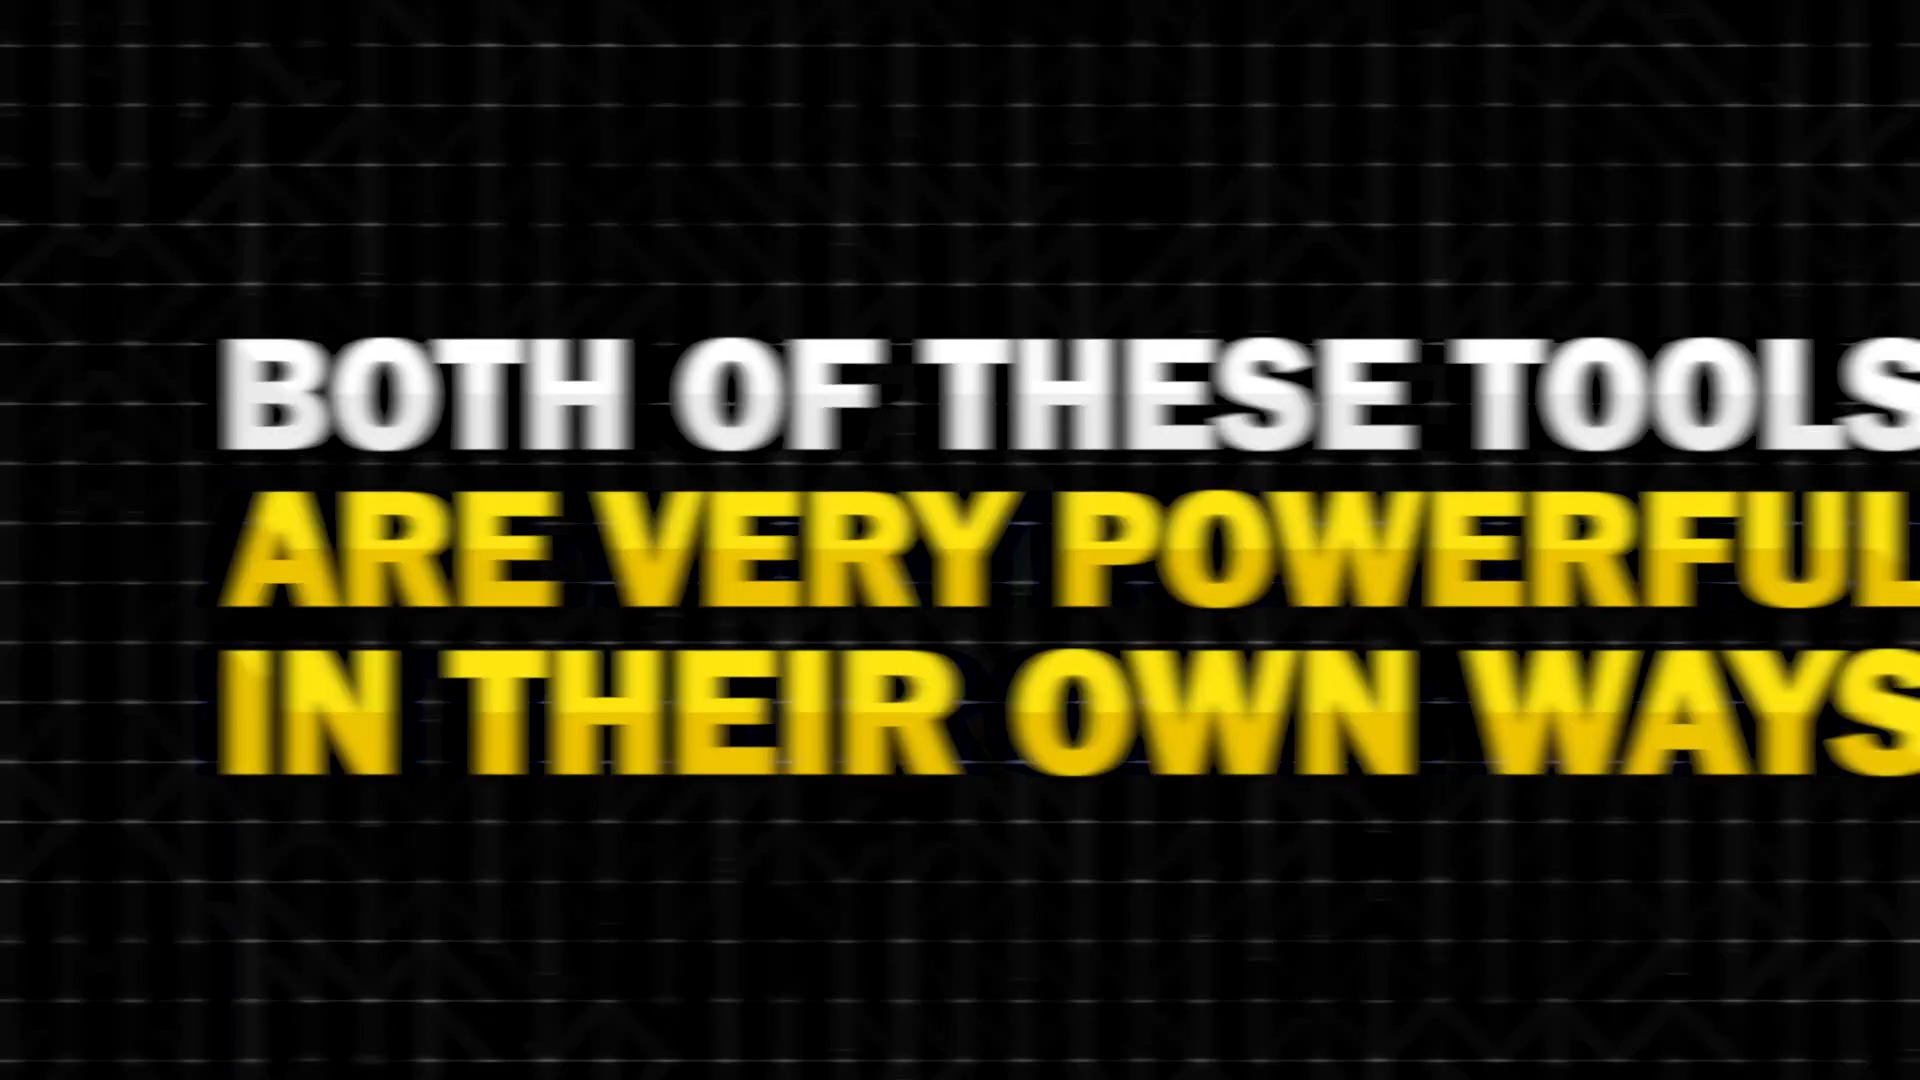 BOTH OF THESE TOOLS
ARE VERY POWERFUL
IN THEIR OWN WAYS